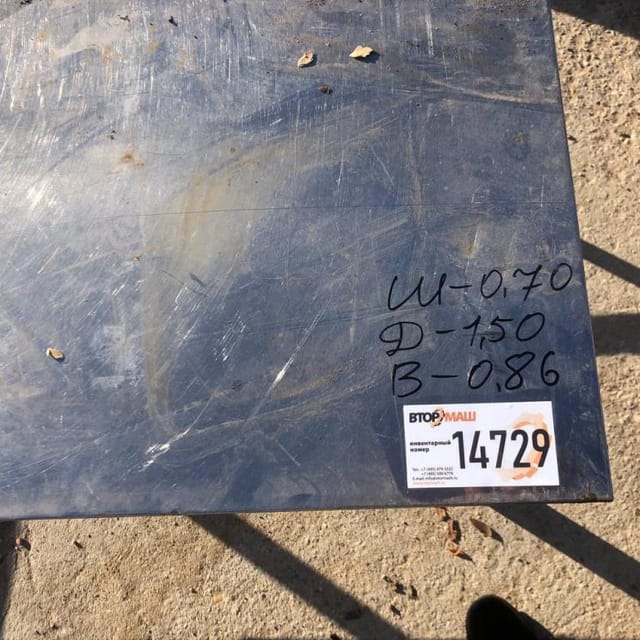 Ш-0,70
Д-1,50
В-0,86
ВТОРМАШ
инвентарный
номер
14729